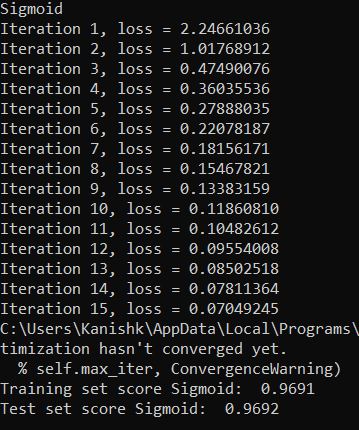 Sigmoid
Iteration 1, loss = 2.24661036
Iteration 2, loss = 1.01768912
Iteration 3, loss = 0.47490076
Iteration 4, loss = 0.36035536
Iteration 5, loss = 0.27888035
Iteration 6, loss = 0.22078187
Iteration 7, loss = 0.18156171
Iteration 8, loss = 0.15467821
Iteration 9, loss = 0.13383159
Iteration 10, loss = 0.11860810
Iteration 11, loss = 0.10482612
Iteration 12, loss = 0.09554008
Iteration 13, loss = 0.08502518
Iteration 14, loss = 0.07811364
Iteration 15, loss = 0.07049245
C:\Users\Kanishk\AppData\Local\Programs\
timization hasn't converged yet.
  % self.max_iter, ConvergenceWarning)
Training set score Sigmoid:  0.9691
Test set score Sigmoid:  0.9692